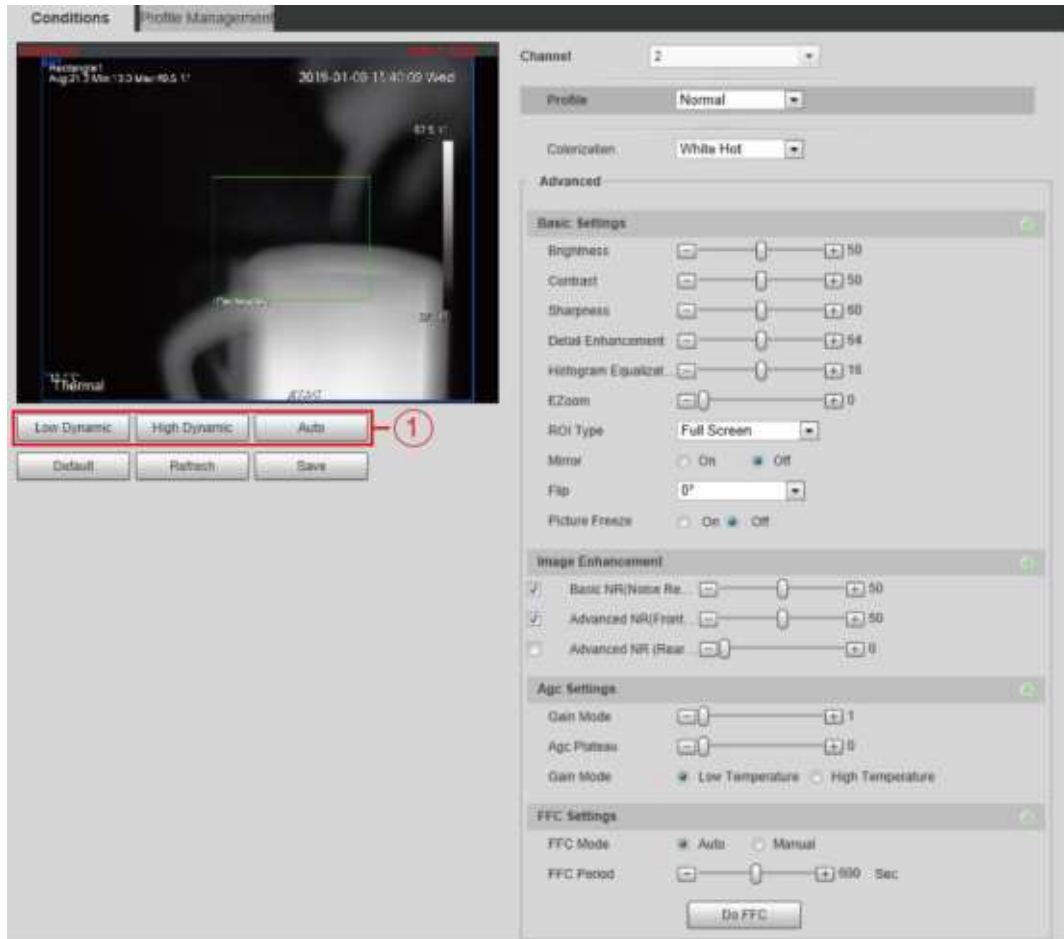 Conditions
Profile Management
Rectangle1
2019-01-09 15:40:09 Wed
Thermal
Low Dynamic
High Dynamic
Auto
1
Default
Refresh
Save
Channel 2
Profile Normal
Colorization White Hot
Advanced
Basic Settings
Brightness - + 50
Contrast - + 50
Sharpness - + 50
Detail Enhancement - + 64
Histogram Equalizat... - + 16
EZoom - + 0
ROI Type Full Screen
Mirror On Off
Flip 0°
Picture Freeze On Off
Image Enhancement
Basic NR(Noise Re... - + 50
Advanced NR(Front... - + 50
Advanced NR (Rear... - + 0
Agc Settings
Gain Mode - + 1
Agc Plateau - + 0
Gain Mode Low Temperature High Temperature
FFC Settings
FFC Mode Auto Manual
FFC Period - + 600 Sec
Do FFC